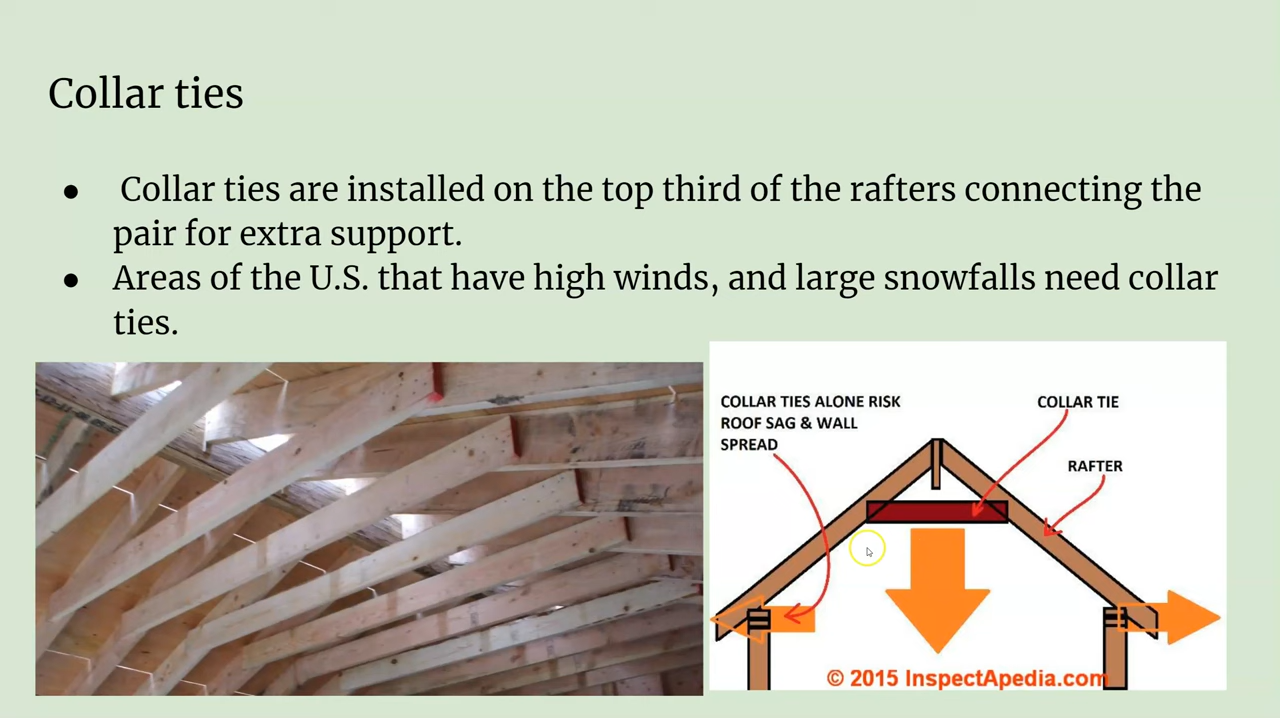 Collar ties
● Collar ties are installed on the top third of the rafters connecting the
pair for extra support.
● Areas of the U.S. that have high winds, and large snowfalls need collar
ties.
COLLAR TIES ALONE RISK
ROOF SAG & WALL
SPREAD
COLLAR TIE
RAFTER
© 2015 InspectApedia.com